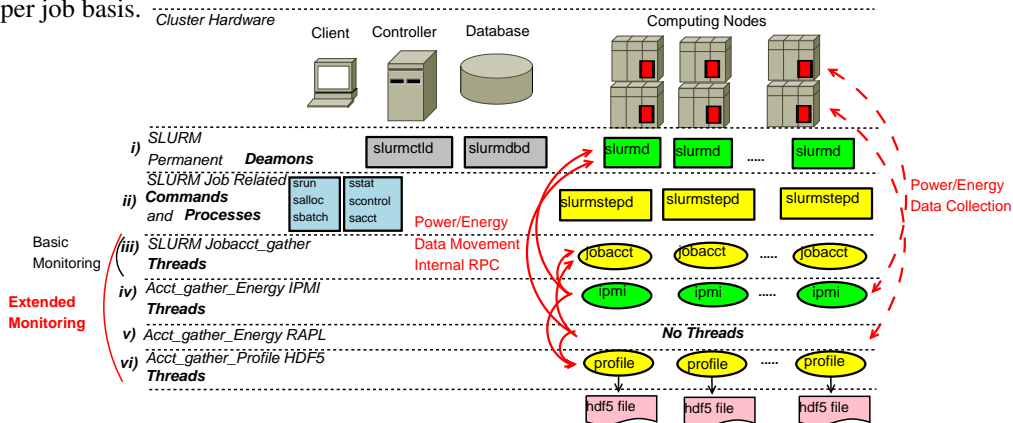 per job basis.
Cluster Hardware
Client
Controller
Database
Computing Nodes
i) SLURM
Permanent Deamons
slurmctld
slurmdbd
slurmd
slurmd
.....
slurmd
SLURM Job Related
ii) Commands
and Processes
srun
salloc
sbatch
sstat
scontrol
sacct
slurmstepd
slurmstepd
slurmstepd
Power/Energy
Data Collection
Power/Energy
Data Movement
Internal RPC
Basic
Monitoring
iii) SLURM Jobacct_gather
Threads
jobacct
jobacct
.....
jobacct
Extended
Monitoring
iv) Acct_gather_Energy IPMI
Threads
ipmi
ipmi
.....
ipmi
v) Acct_gather_Energy RAPL
No Threads
vi) Acct_gather_Profile HDF5
Threads
profile
profile
.....
profile
hdf5 file
hdf5 file
hdf5 file